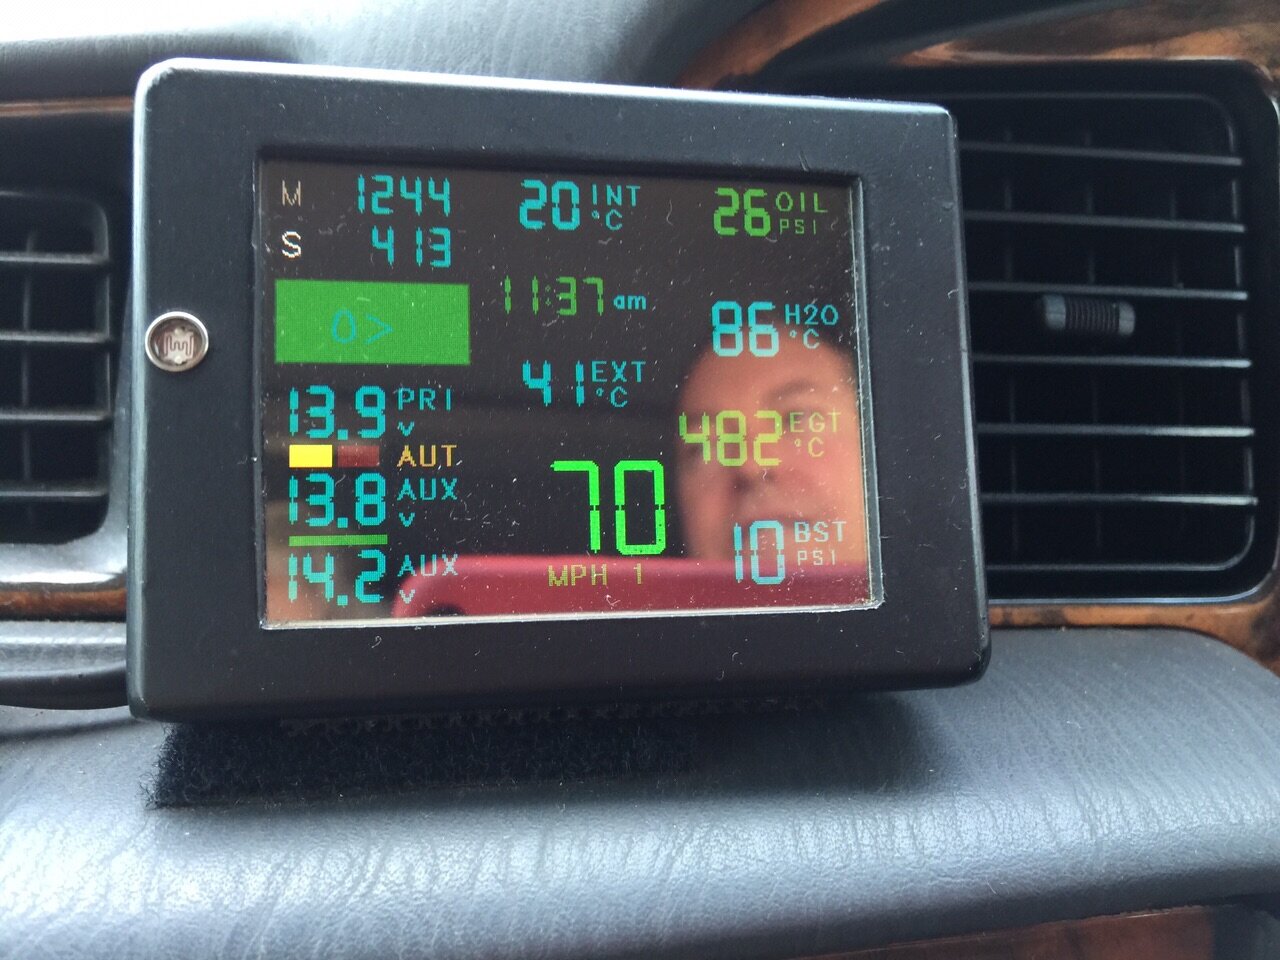 M 1244
S 413
0>
13.9 PRI V
AUT
13.8 AUX V
14.2 AUX V
20 INT °C
11:37 am
41 EXT °C
70
MPH 1
26 OIL PSI
86 H2O °C
482 EGT °C
10 BST PSI